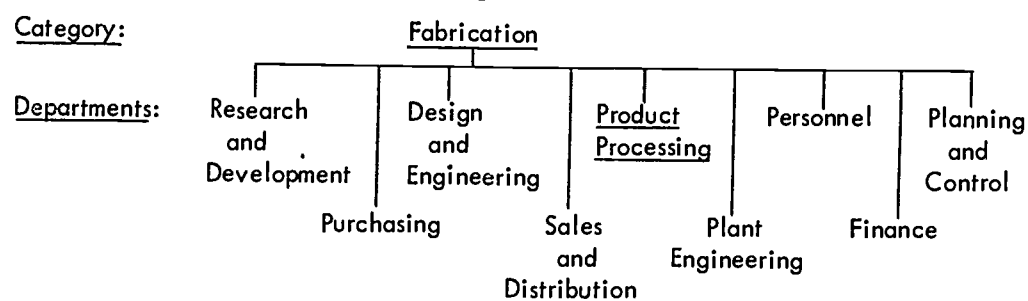 Category:
Fabrication
Departments:
Research
and
Development
Purchasing
Design
and
Engineering
Sales
and
Distribution
Product
Processing
Plant
Engineering
Personnel
Finance
Planning
and
Control